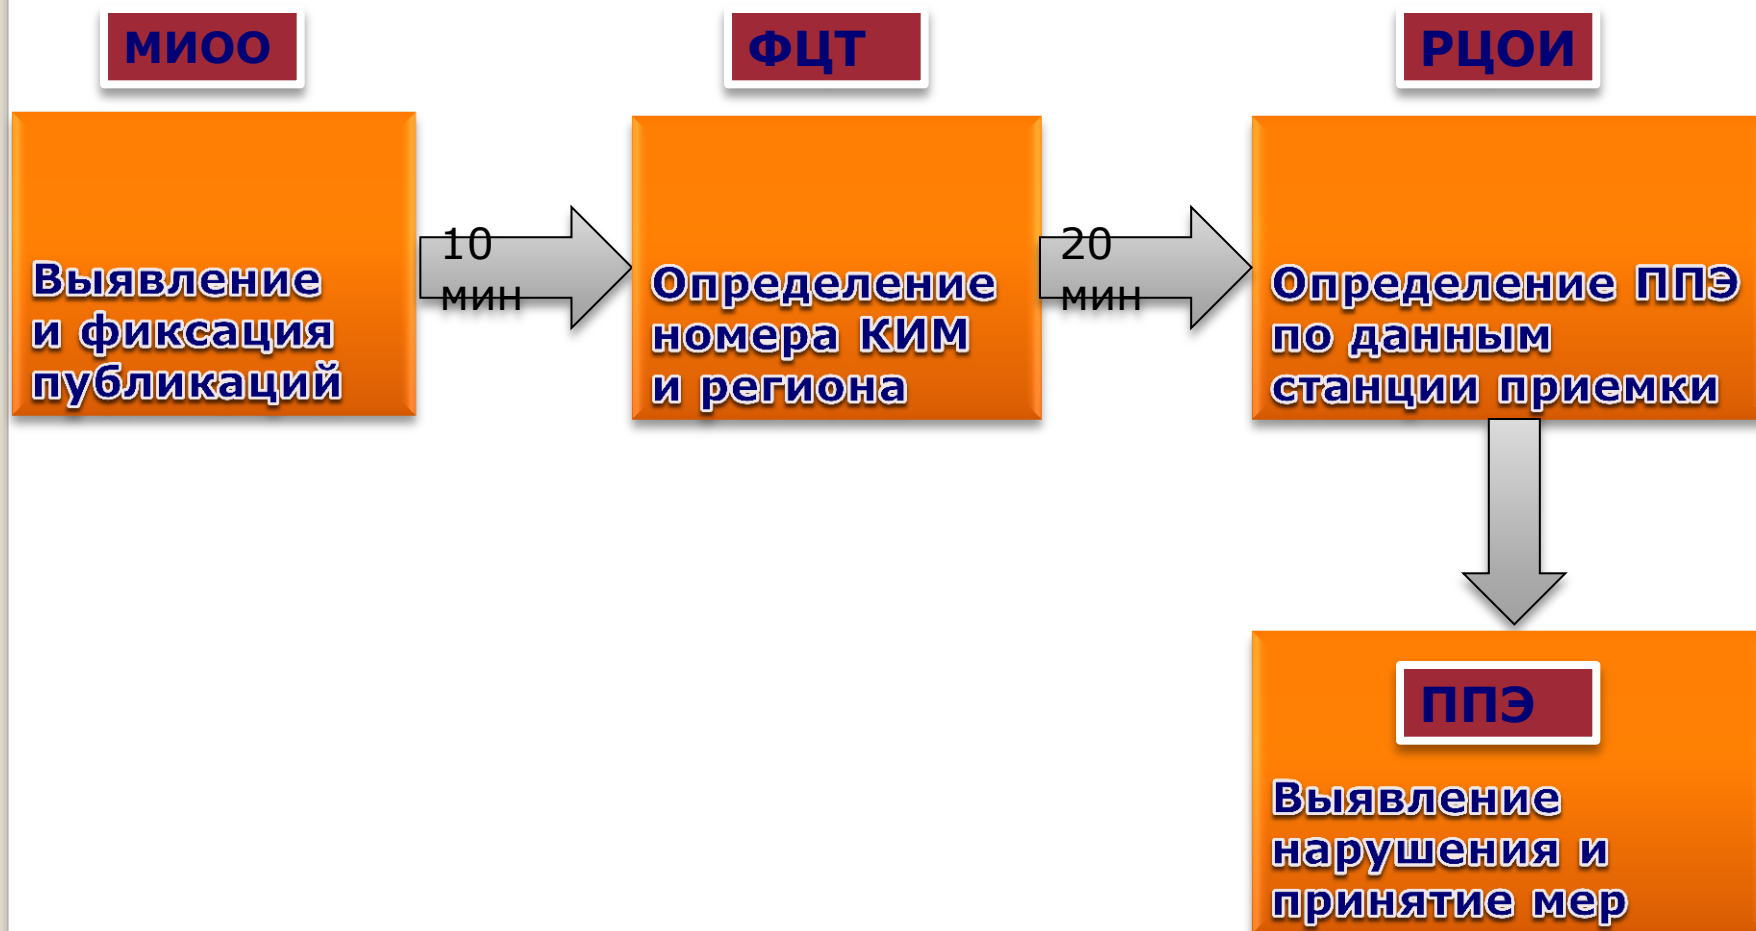 МИОО
ФЦТ
РЦОИ
Выявление
и фиксация
публикаций
10
мин
Определение
номера КИМ
и региона
20
мин
Определение ППЭ
по данным
станции приемки
ППЭ
Выявление
нарушения и
принятие мер